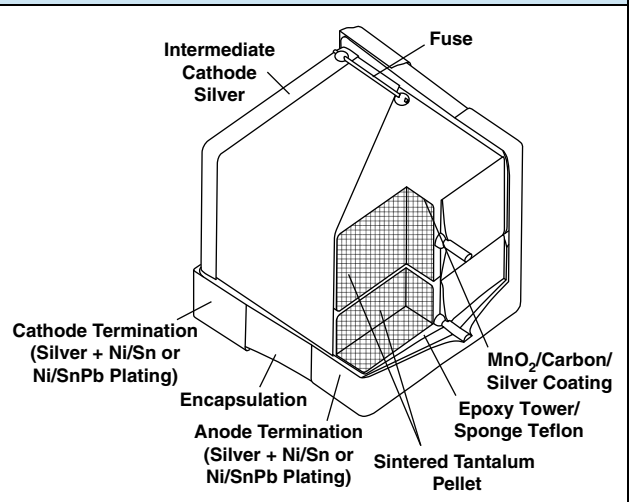 Fuse
Intermediate
Cathode
Silver
Cathode Termination
(Silver + Ni/Sn or
Ni/SnPb Plating)
Encapsulation
Anode Termination
(Silver + Ni/Sn or
Ni/SnPb Plating)
MnO₂/Carbon/
Silver Coating
Epoxy Tower/
Sponge Teflon
Sintered Tantalum
Pellet